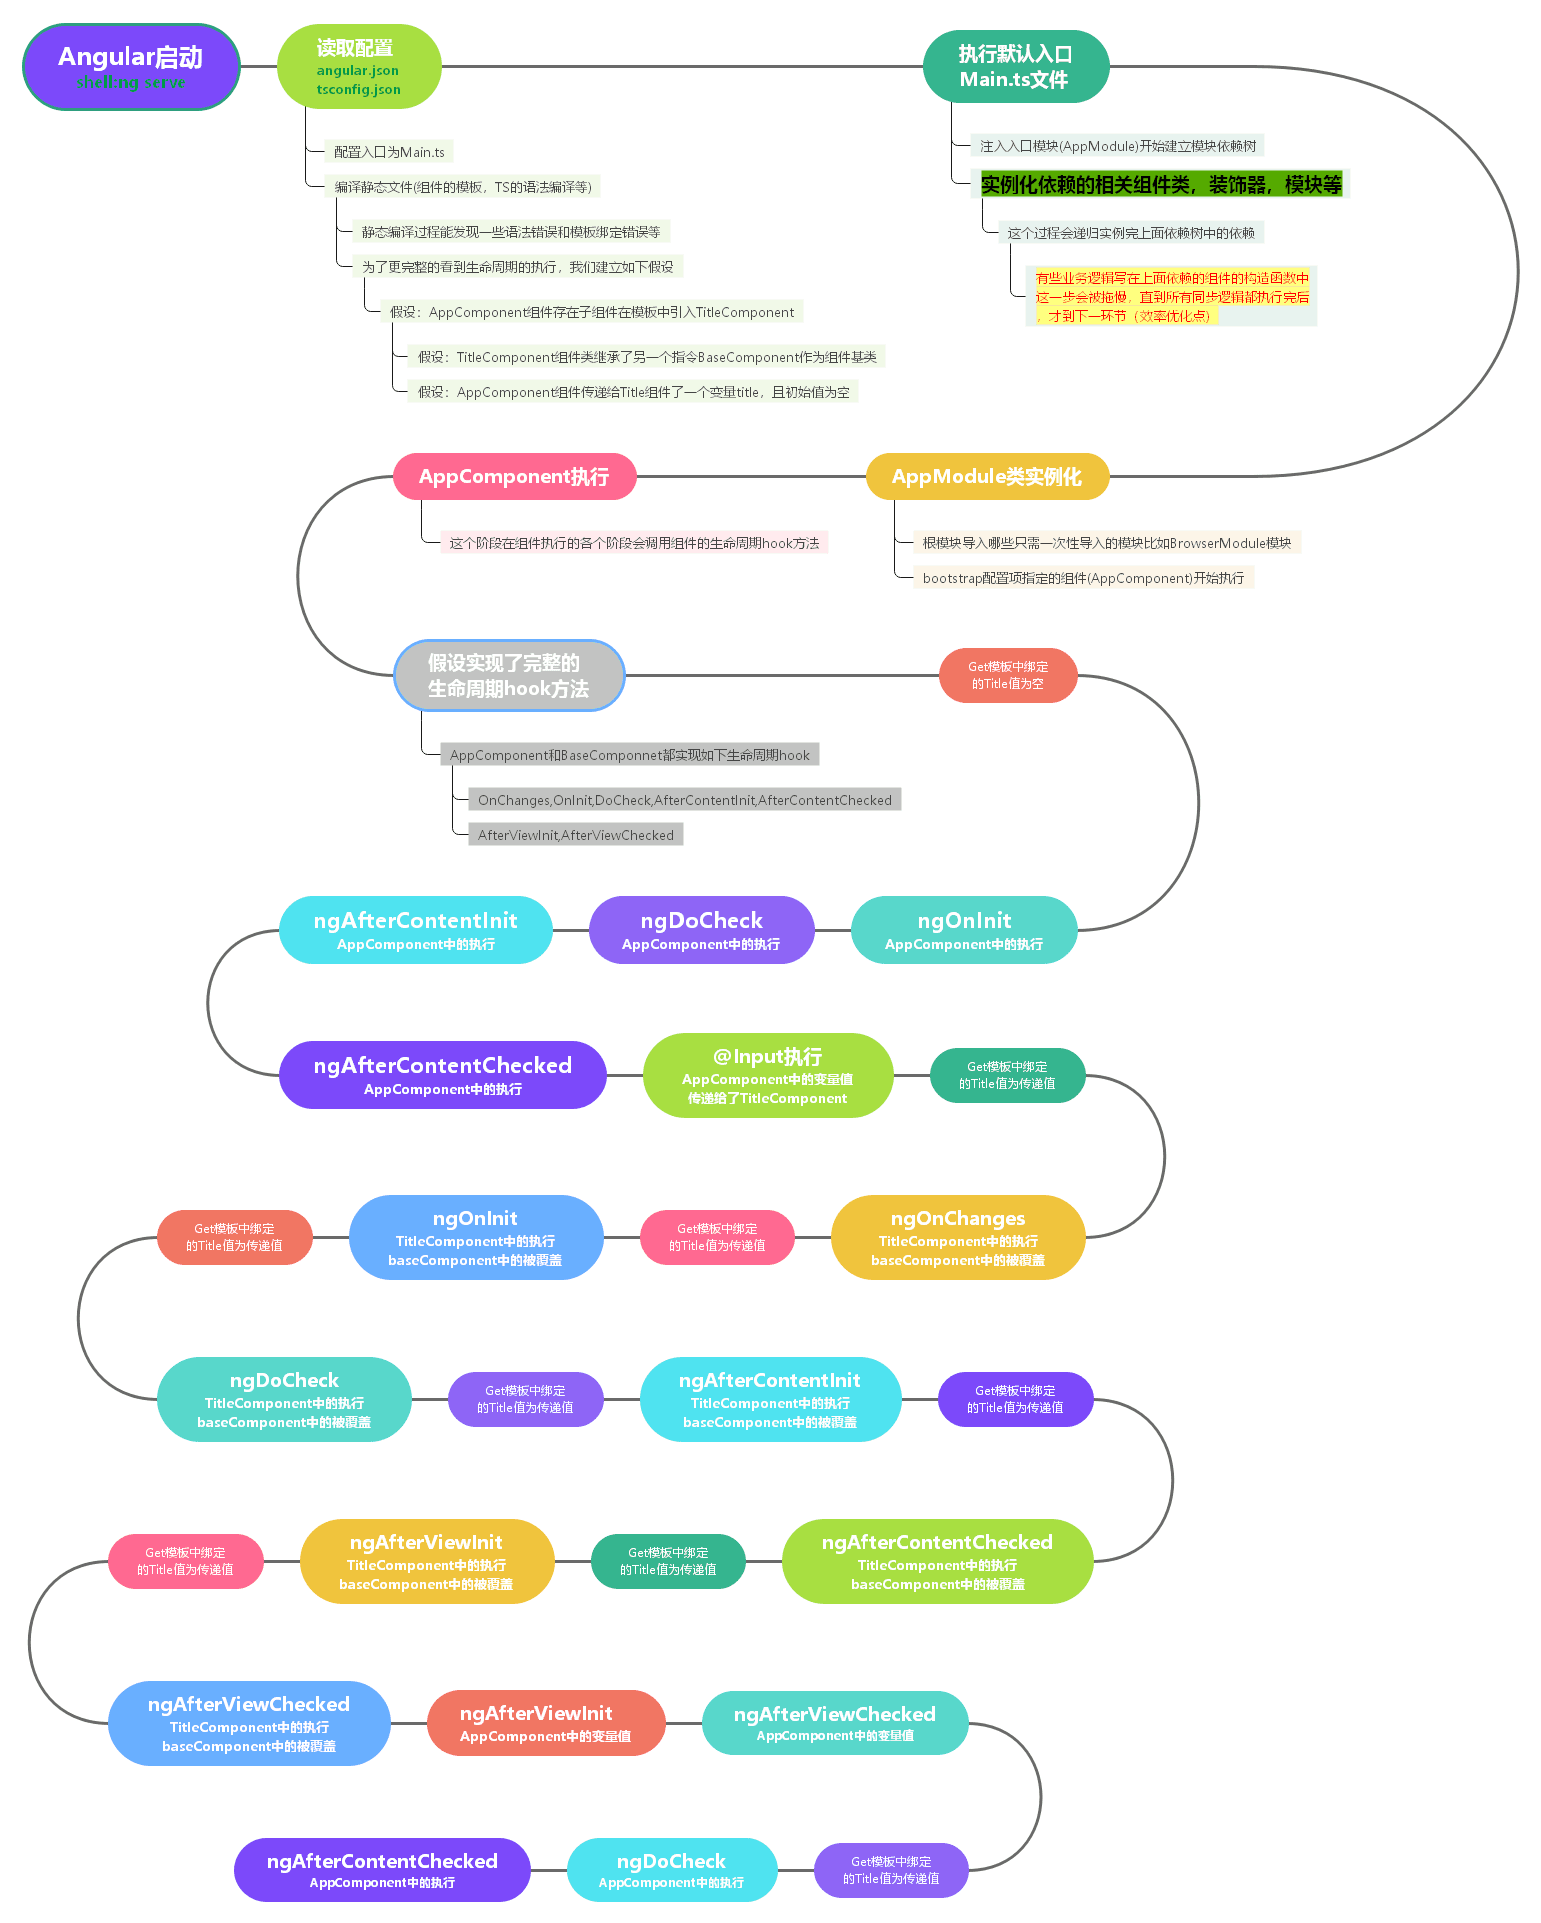 Angular启动
shell:ng serve
读取配置
angular.json
tsconfig.json
配置入口为Main.ts
编译静态文件(组件的模板，TS的语法编译等)
静态编译过程能发现一些语法错误和模板绑定错误等
为了更完整的看到生命周期的执行，我们建立如下假设
假设：AppComponent组件存在子组件在模板中引入TitleComponent
假设：TitleComponent组件类继承了另一个指令BaseComponent作为组件基类
假设：AppComponent组件传递给Title组件了一个变量title，且初始值为空
执行默认入口
Main.ts文件
注入入口模块(AppModule)开始建立模块依赖树
实例化依赖的相关组件类，装饰器，模块等
这个过程会递归实例完上面依赖树中的依赖
有些业务逻辑写在上面依赖的组件的构造函数中
这一步会被拖慢，直到所有同步逻辑都执行完后
，才到下一环节（效率优化点）
AppModule类实例化
根模块导入哪些只需一次性导入的模块比如BrowserModule模块
bootstrap配置项指定的组件(AppComponent)开始执行
AppComponent执行
这个阶段在组件执行的各个阶段会调用组件的生命周期hook方法
假设实现了完整的
生命周期hook方法
AppComponent和BaseComponnet都实现如下生命周期hook
OnChanges,OnInit,DoCheck,AfterContentInit,AfterContentChecked
AfterViewInit,AfterViewChecked
Get模板中绑定
的Title值为空
ngOnInit
AppComponent中的执行
ngDoCheck
AppComponent中的执行
ngAfterContentInit
AppComponent中的执行
ngAfterContentChecked
AppComponent中的执行
@Input执行
AppComponent中的变量值
传递给了TitleComponent
Get模板中绑定
的Title值为传递值
ngOnChanges
TitleComponent中的执行
baseComponent中的被覆盖
Get模板中绑定
的Title值为传递值
ngOnInit
TitleComponent中的执行
baseComponent中的被覆盖
Get模板中绑定
的Title值为传递值
ngDoCheck
TitleComponent中的执行
baseComponent中的被覆盖
Get模板中绑定
的Title值为传递值
ngAfterContentInit
TitleComponent中的执行
baseComponent中的被覆盖
Get模板中绑定
的Title值为传递值
ngAfterContentChecked
TitleComponent中的执行
baseComponent中的被覆盖
Get模板中绑定
的Title值为传递值
ngAfterViewInit
TitleComponent中的执行
baseComponent中的被覆盖
Get模板中绑定
的Title值为传递值
ngAfterViewChecked
TitleComponent中的执行
baseComponent中的被覆盖
ngAfterViewInit
AppComponent中的变量值
ngAfterViewChecked
AppComponent中的变量值
Get模板中绑定
的Title值为传递值
ngDoCheck
AppComponent中的执行
ngAfterContentChecked
AppComponent中的执行